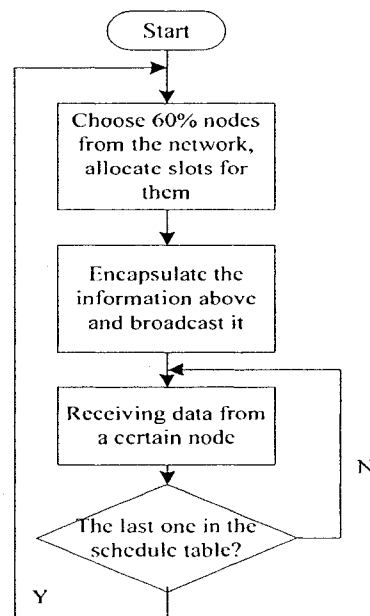 Start
Choose 60% nodes
from the network,
allocate slots for
them
Encapsulate the
information above
and broadcast it
Receiving data from
a certain node
N
The last one in the
schedule table?
Y